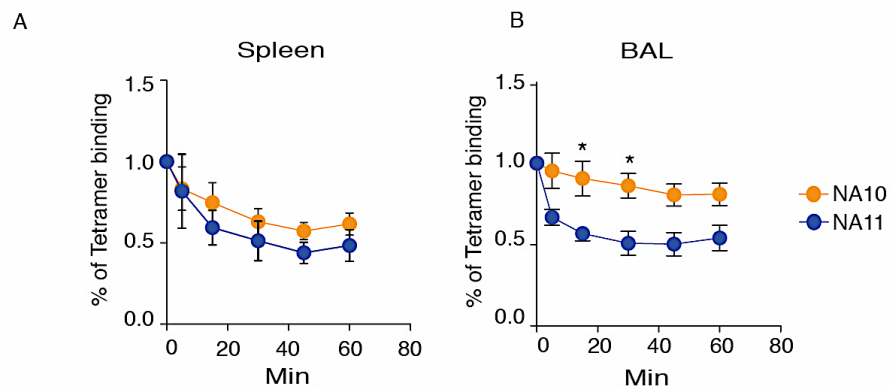 A
Spleen
% of Tetramer binding
1.5
1.0
0.5
0.0
0 20 40 60 80
Min
B
BAL
% of Tetramer binding
1.5
1.0
0.5
0.0
* *
0 20 40 60 80
Min
NA10
NA11